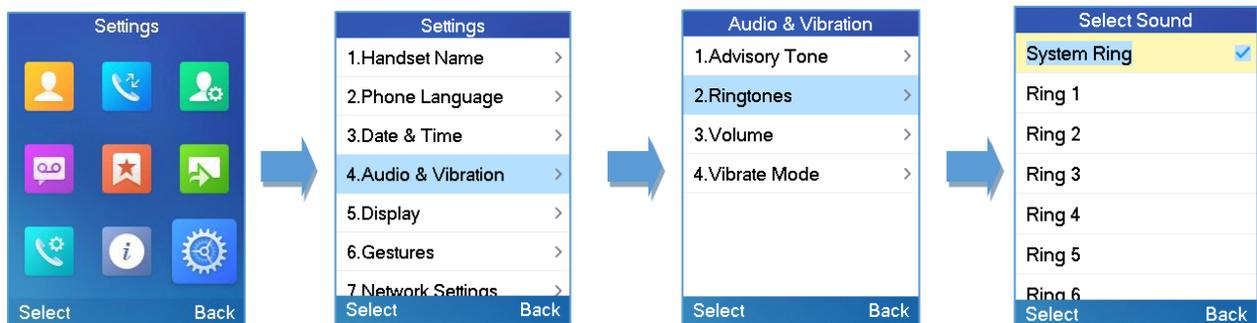 Settings
Select Back
Settings
1.Handset Name
2.Phone Language
3.Date & Time
4.Audio & Vibration
5.Display
6.Gestures
7.Network Settings
Select Back
Audio & Vibration
1.Advisory Tone
2.Ringtones
3.Volume
4.Vibrate Mode
Select Back
Select Sound
System Ring
Ring 1
Ring 2
Ring 3
Ring 4
Ring 5
Ring 6
Select Back